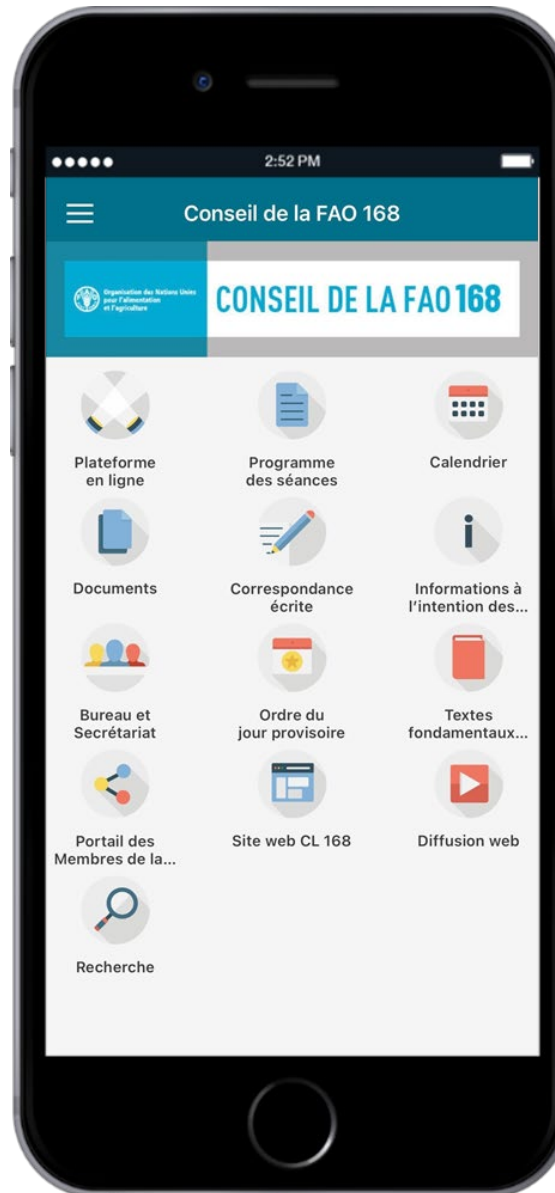 2:52 PM
Conseil de la FAO 168
Organisation des Nations Unies
pour l'alimentation
et l'agriculture
CONSEIL DE LA FAO 168
Plateforme
en ligne
Programme
des séances
Calendrier
Documents
Correspondance
écrite
Informations à
l'intention des...
Bureau et
Secrétariat
Ordre du
jour provisoire
Textes
fondamentaux...
Portail des
Membres de la...
Site web CL 168
Diffusion web
Recherche